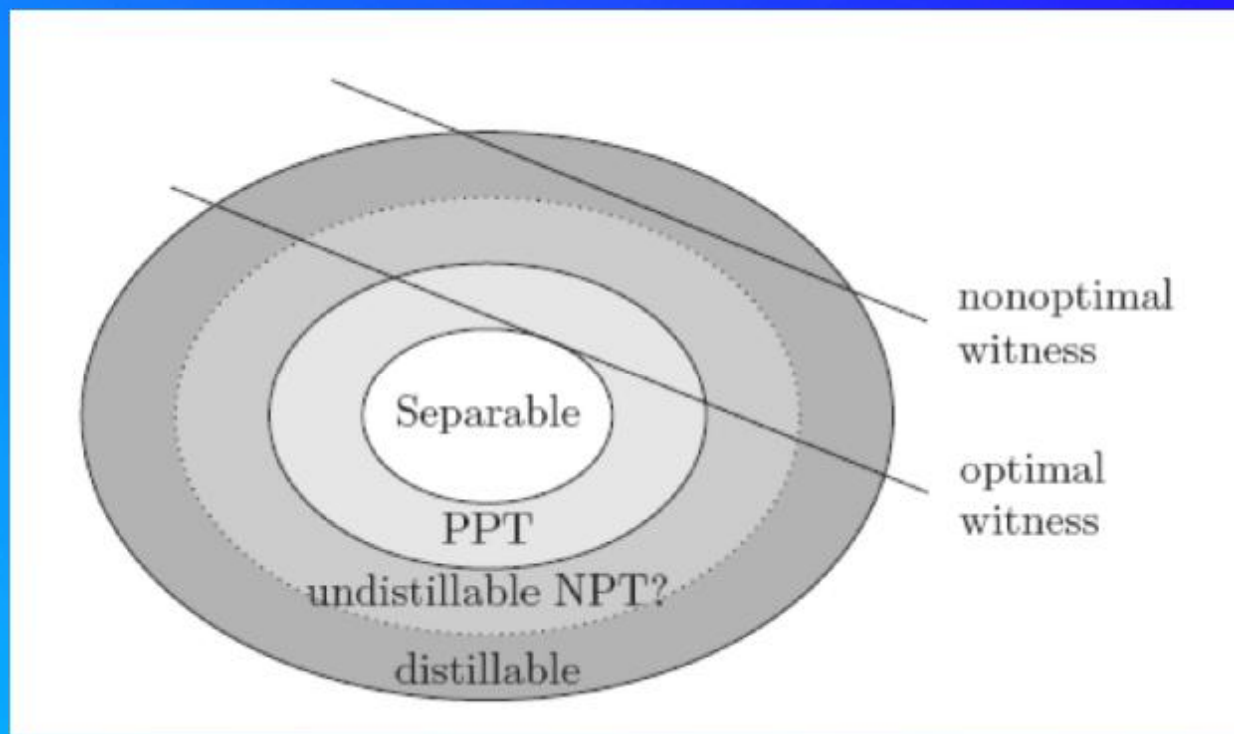 nonoptimal
witness
Separable
optimal
witness
PPT
undistillable NPT?
distillable